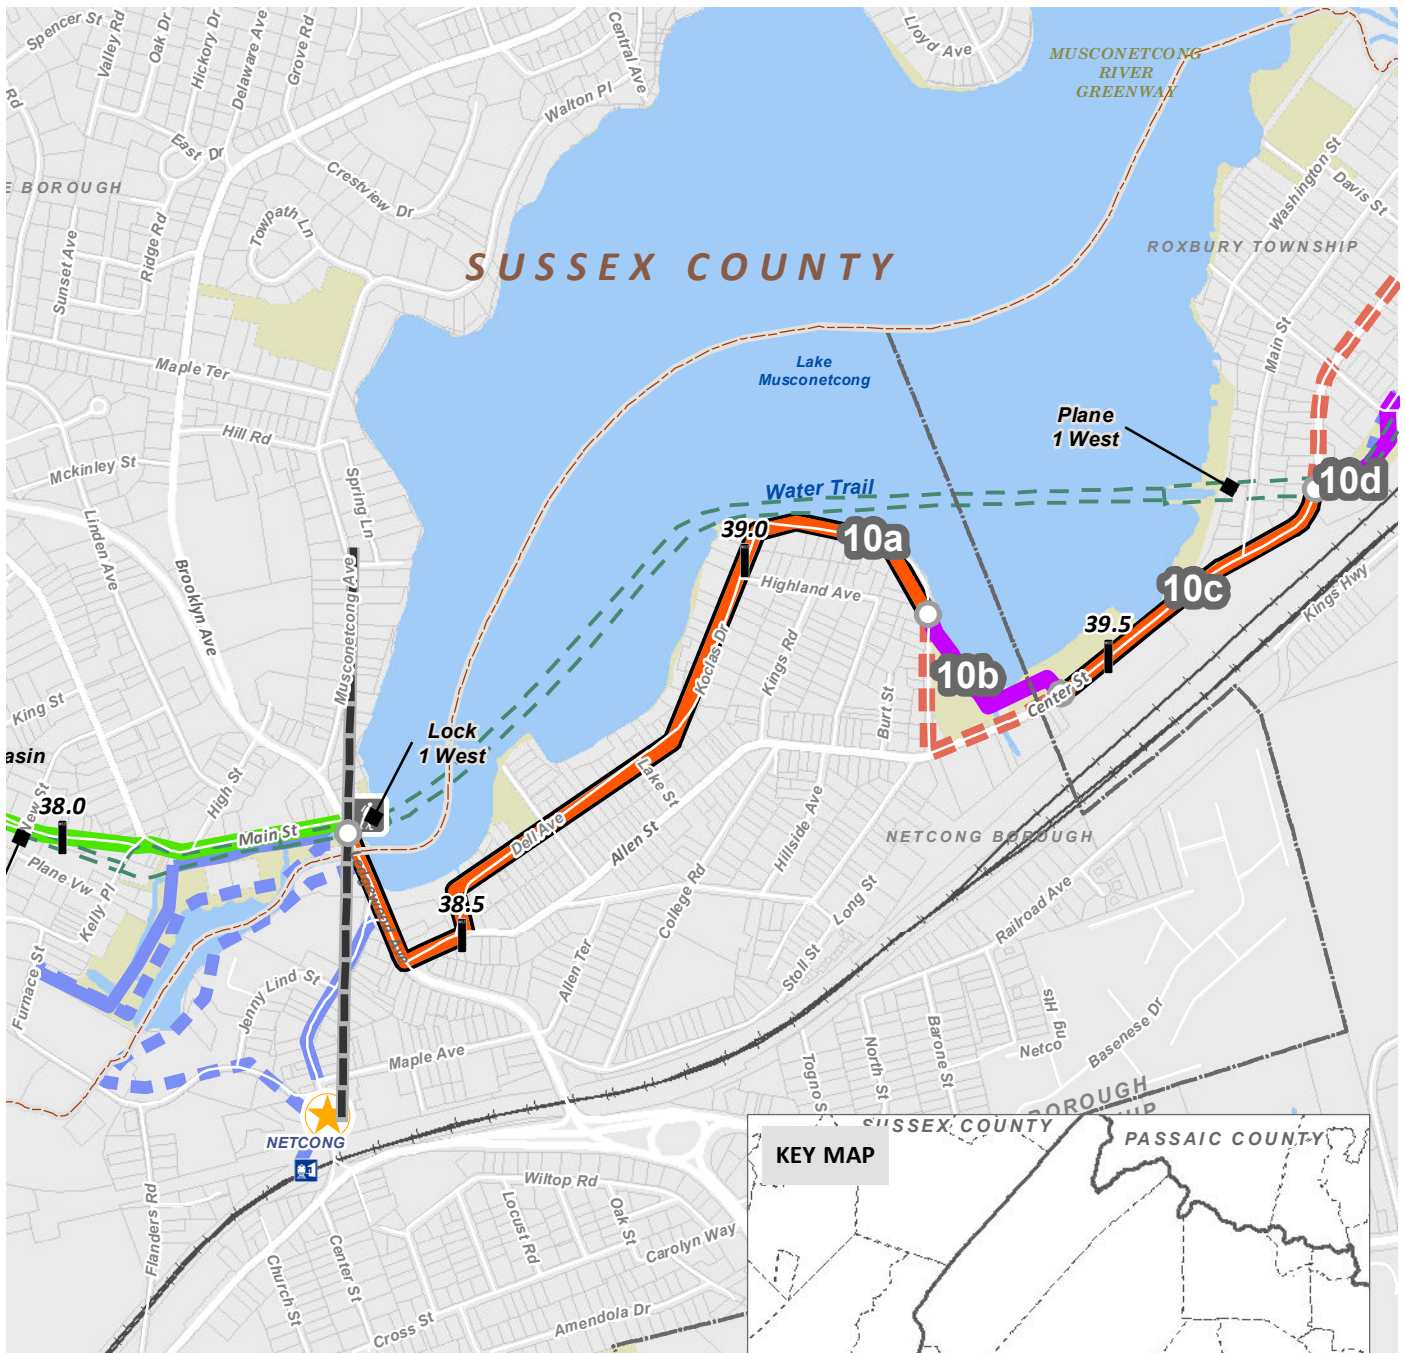 Spencer St
Valley Rd
Oak Dr
Hickory Dr
Delaware Ave
Grove Rd
Central Ave
Lloyd Ave
MUSCONETCONG
RIVER
GREENWAY
Rd
Walton Pl
East Dr
Crestview Dr
E BOROUGH
Towpath Ln
Ridge Rd
Sunset Ave
Washington St
Davis St
ROXBURY TOWNSHIP
SUSSEX COUNTY
Main St
Maple Ter
Lake
Musconetcong
Plane
1 West
Hill Rd
Mckinley St
Spring Ln
Linden Ave
Water Trail
10d
39.0
10a
Brooklyn Ave
Musconetcong Ave
Highland Ave
10c
Kings Hwy
39.5
Koclas Dr
Kings Rd
10b
Center St
Burt St
King St
asin
Lock
1 West
Lake St
High St
New St
38.0
Main St
Dell Ave
Allen St
Hillside Ave
NETCONG BOROUGH
Plane Vw
Kelly Pl
38.5
College Rd
Long St
Railroad Ave
Furnace St
Jenny Lind St
Allen Ter
Stoll St
Netco
ng Hts
Basenese Dr
Barone St
North St
Maple Ave
Togno S
BOROUGH
NETCONG
SUSSEX COUNTY
PASSAIC COUNTY
KEY MAP
Flanders Rd
Wiltop Rd
Locust Rd
Oak St
Carolyn Way
Church St
Center St
Cross St
Amendola Dr